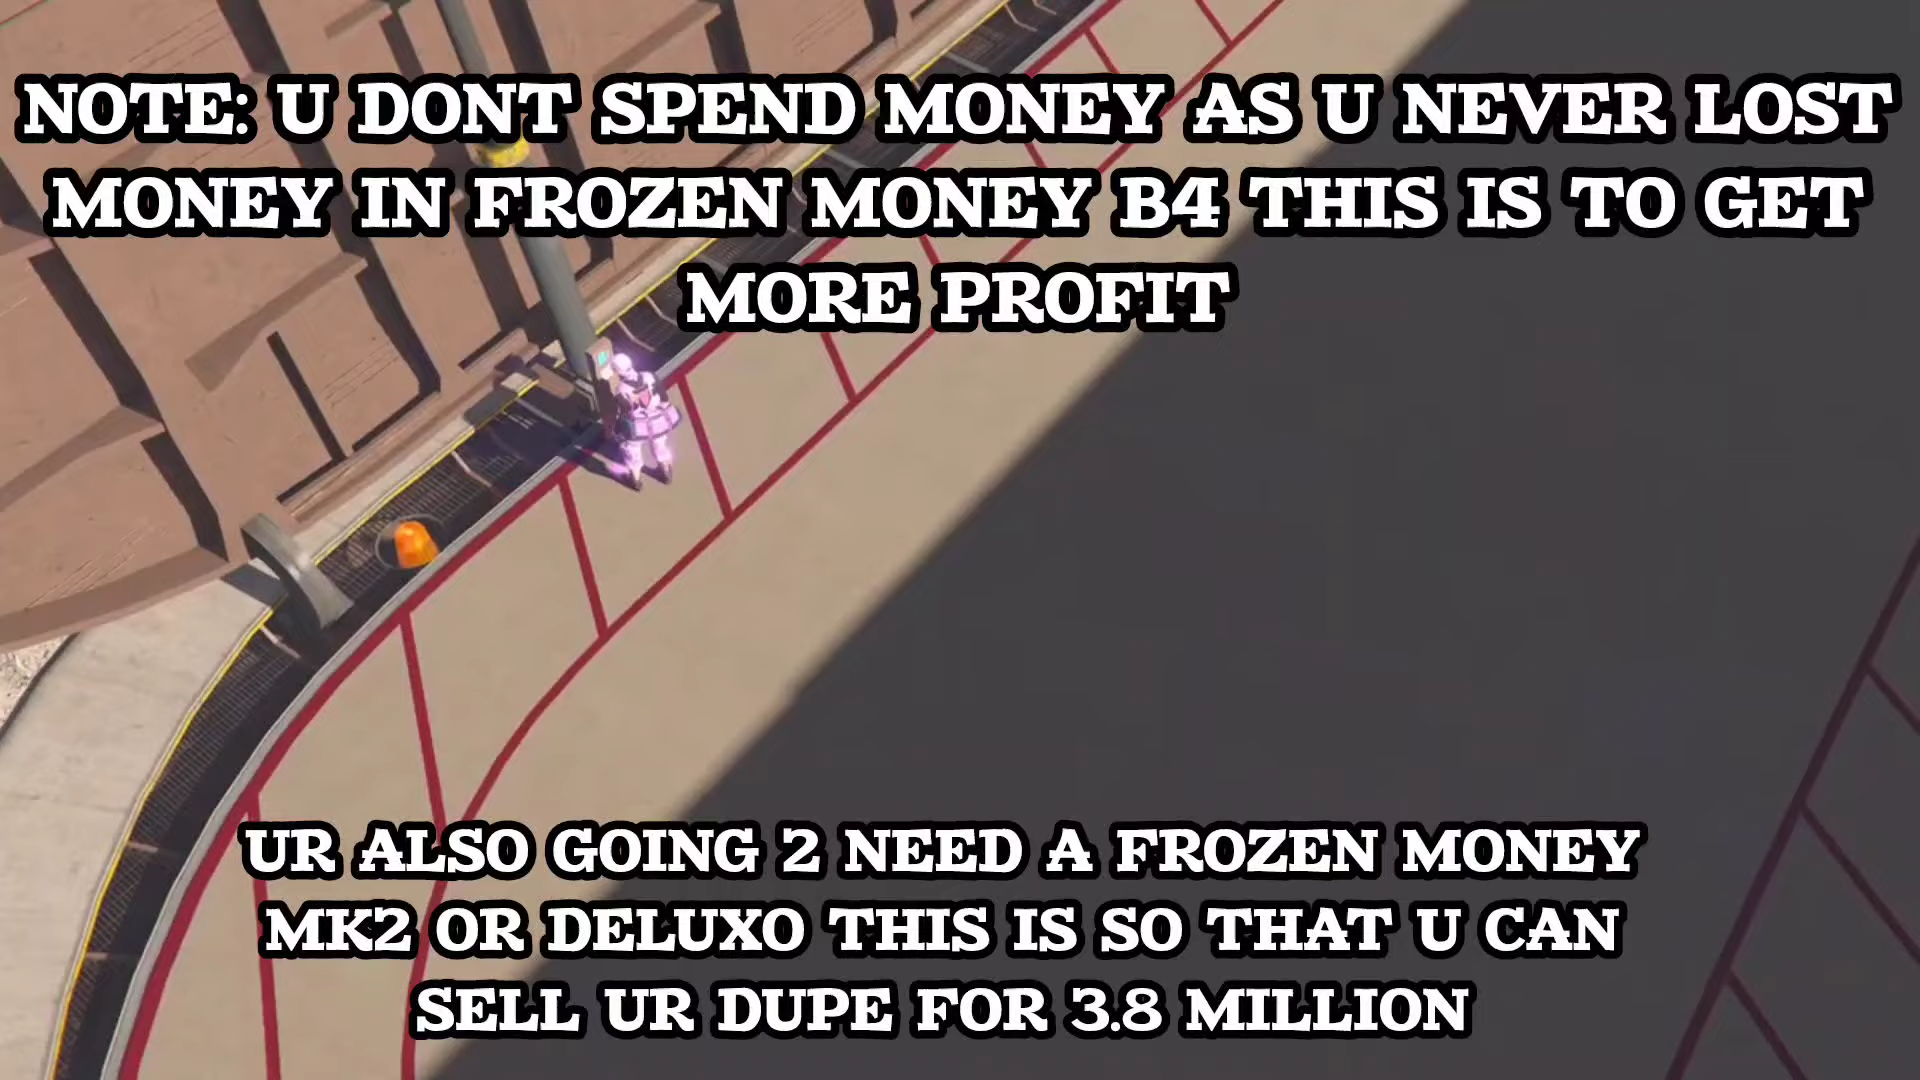 NOTE: U DONT SPEND MONEY AS U NEVER LOST
MONEY IN FROZEN MONEY B4 THIS IS TO GET
MORE PROFIT
UR ALSO GOING 2 NEED A FROZEN MONEY
MK2 OR DELUXO THIS IS SO THAT U CAN
SELL UR DUPE FOR 3.8 MILLION